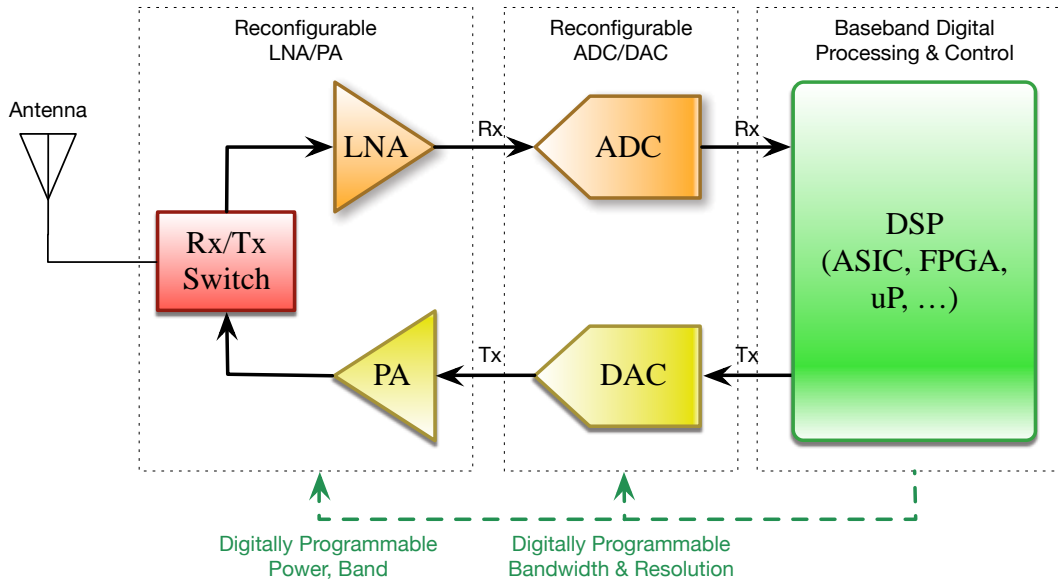 Reconfigurable
LNA/PA
Reconfigurable
ADC/DAC
Baseband Digital
Processing & Control
Antenna
LNA
Rx
ADC
Rx
Rx/Tx
Switch
DSP
(ASIC, FPGA,
uP, …)
PA
Tx
DAC
Tx
Digitally Programmable
Power, Band
Digitally Programmable
Bandwidth & Resolution